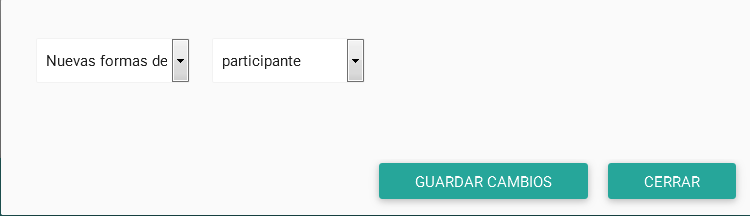 Nuevas formas de
participante
GUARDAR CAMBIOS
CERRAR